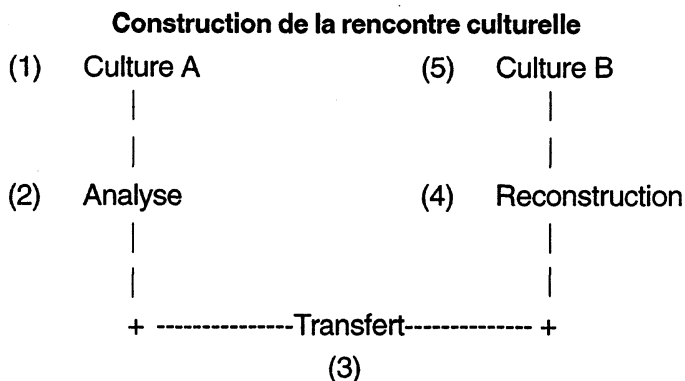 Construction de la rencontre culturelle
(1) Culture A (5) Culture B
(2) Analyse (4) Reconstruction
+ ---------------Transfert-------------- +
(3)